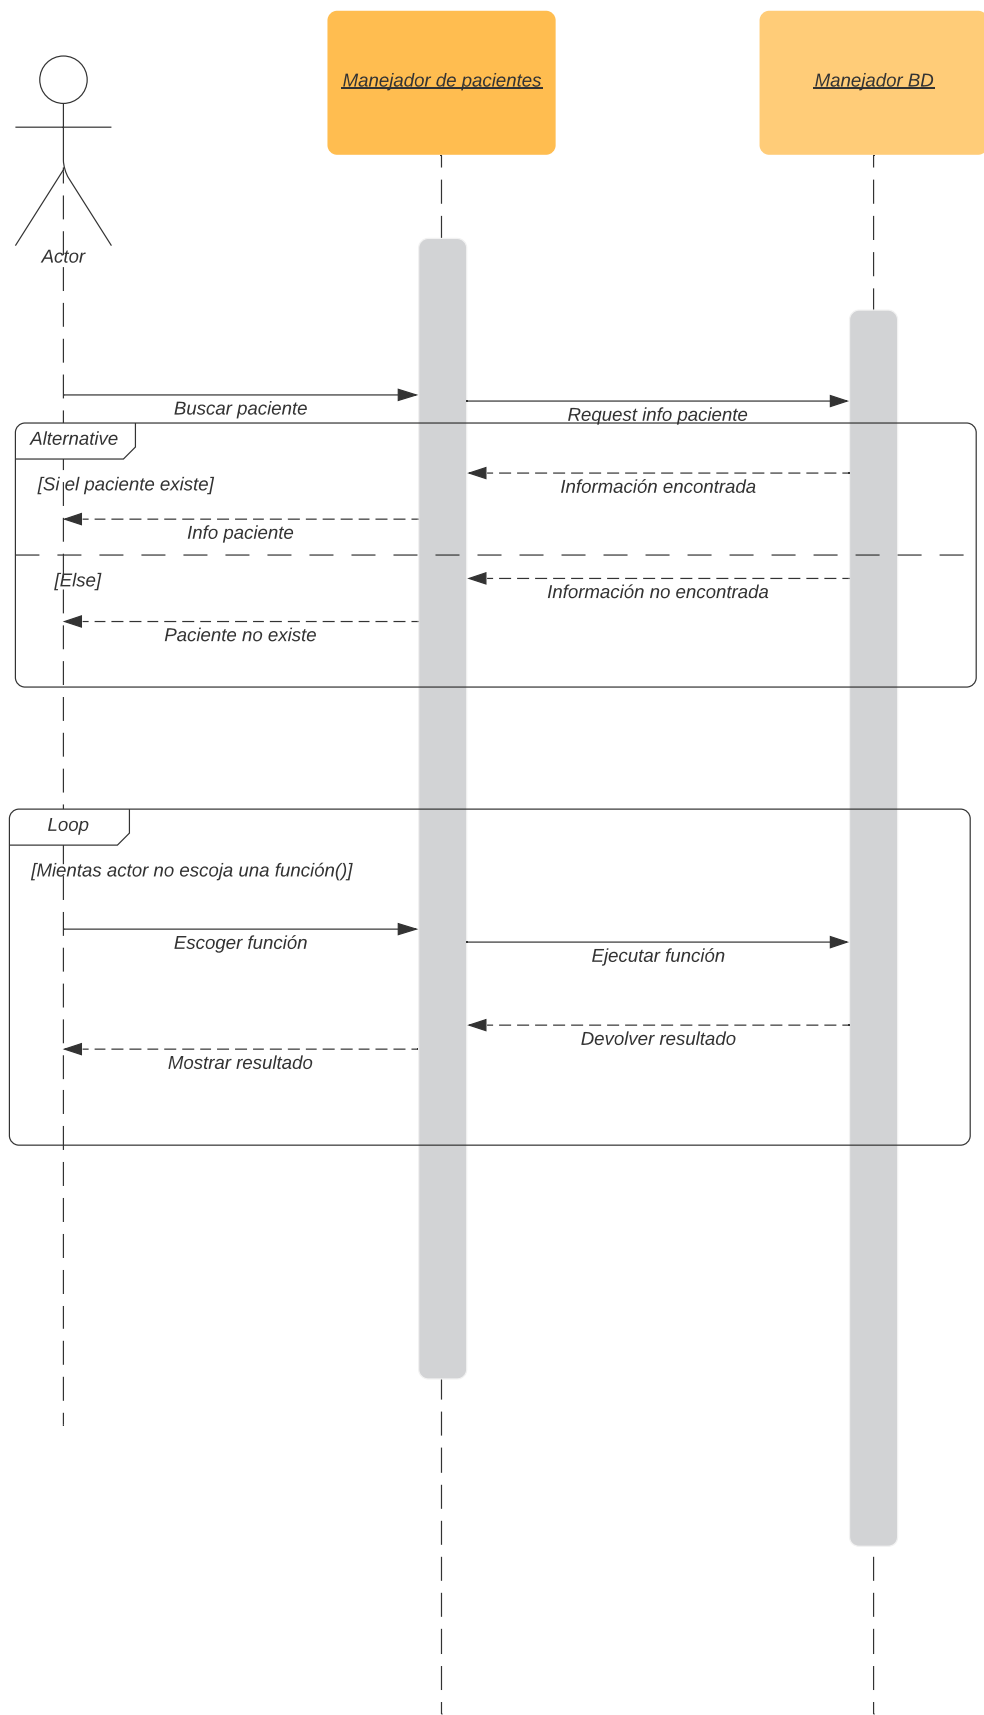 Manejador de pacientes
Manejador BD
Actor
Buscar paciente
Request info paciente
Alternative
[Si el paciente existe]
Información encontrada
Info paciente
[Else]
Información no encontrada
Paciente no existe
Loop
[Mientas actor no escoja una función()]
Escoger función
Ejecutar función
Devolver resultado
Mostrar resultado